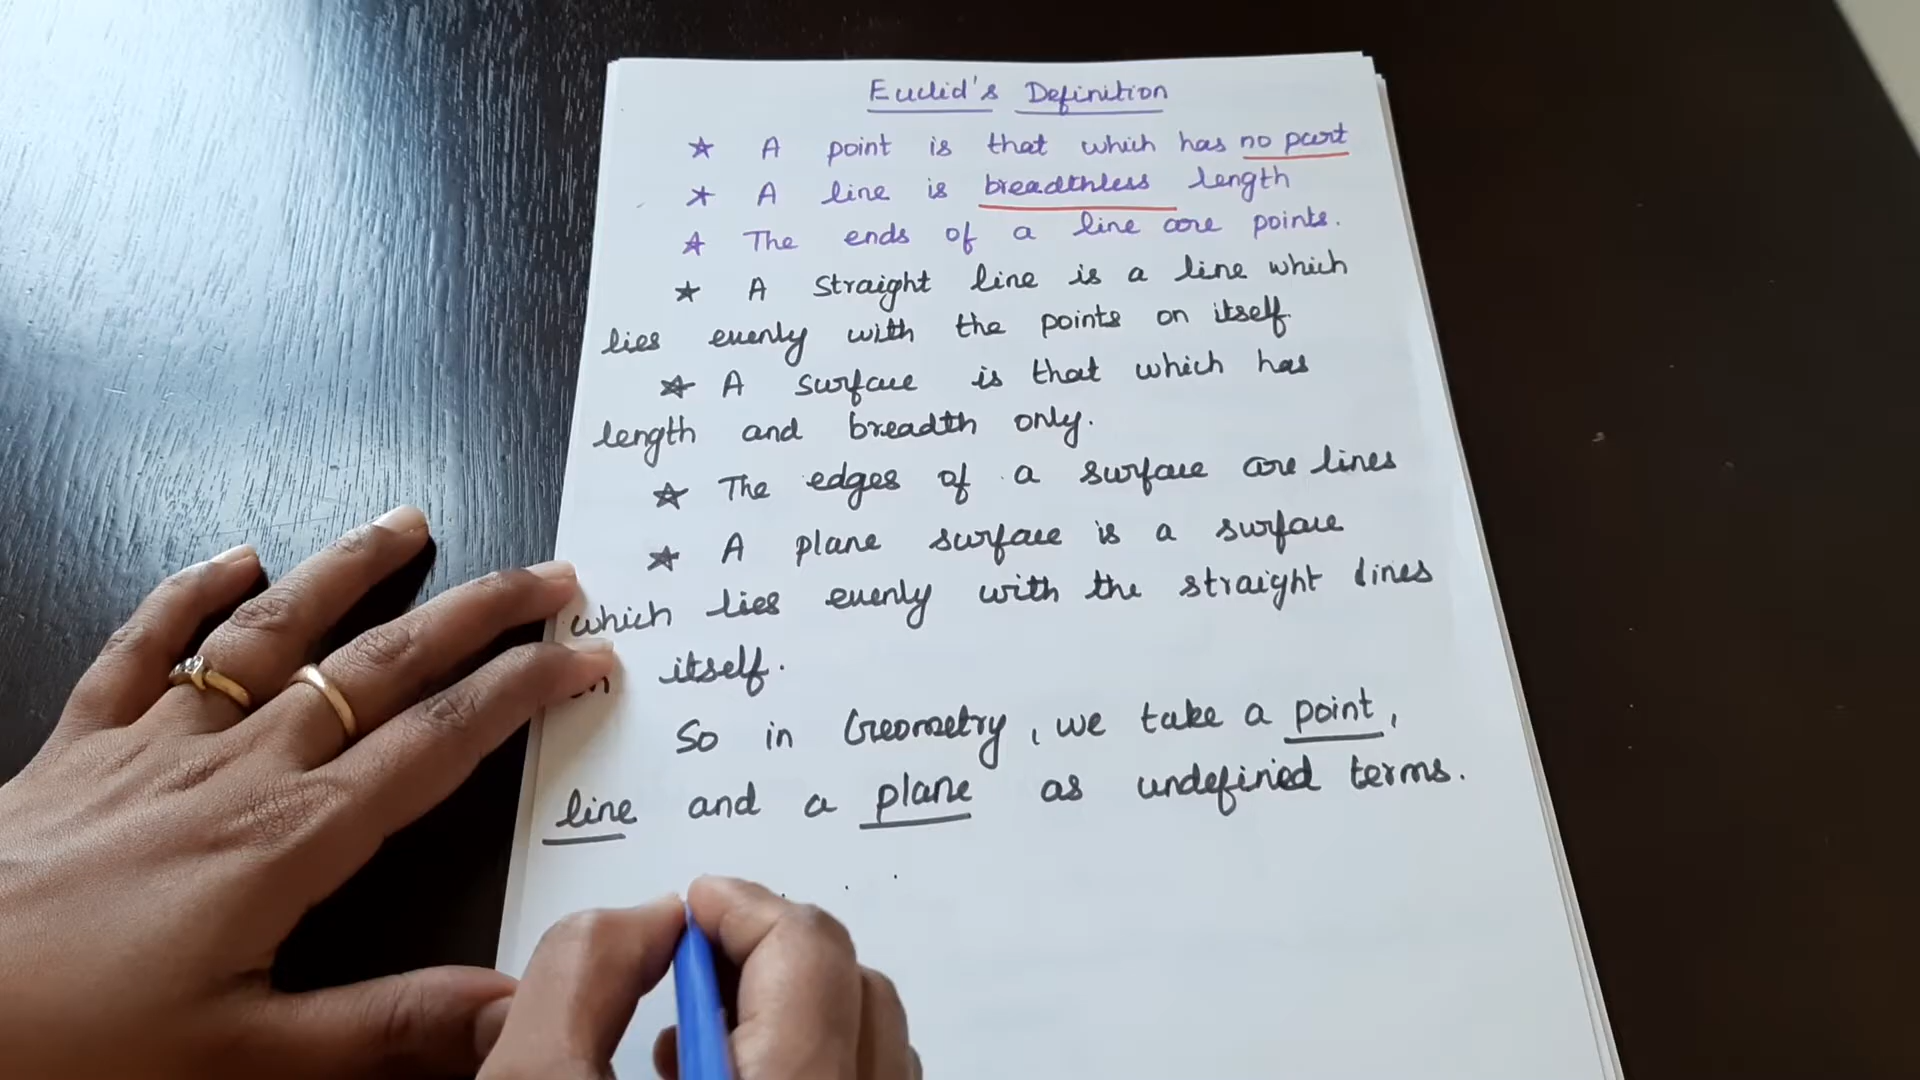 Euclid's Definition
☆ A point is that which has no part
☆ A line is breadthless length
☆ The ends of a line are points.
☆ A straight line is a line which
lies evenly with the points on itself.
☆ A surface is that which has
length and breadth only.
☆ The edges of a surface are lines
☆ A plane surface is a surface
which lies evenly with the straight lines
itself.
So in Geometry, we take a point,
line and a plane as undefined terms.